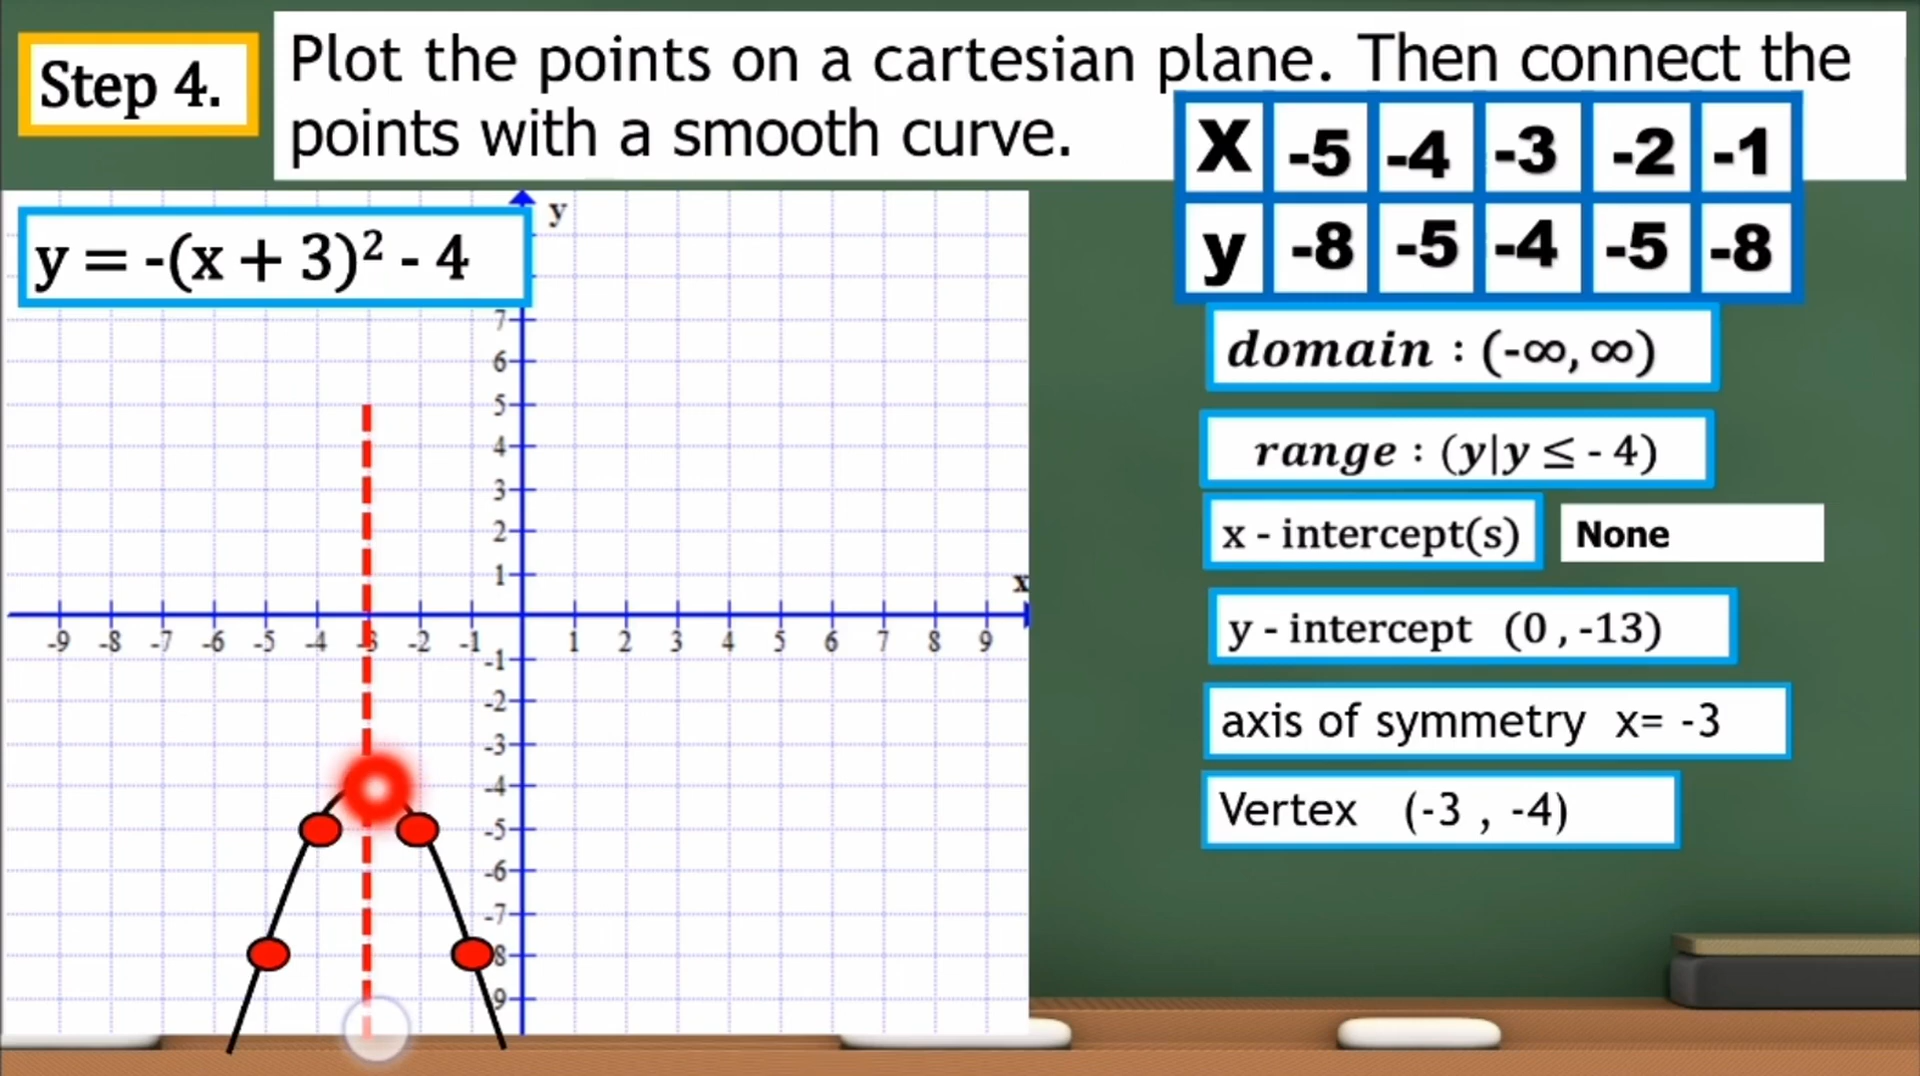 Step 4.
Plot the points on a cartesian plane. Then connect the
points with a smooth curve.
X -5 -4 -3 -2 -1
y -8 -5 -4 -5 -8
y = -(x + 3)² - 4
domain : (-∞, ∞)
range : (y|y ≤ - 4)
x - intercept(s) None
y - intercept (0 , -13)
axis of symmetry x= -3
Vertex (-3 , -4)
y
7
6
5
4
3
2
1
x
-9 -8 -7 -6 -5 -4 -3 -2 -1 1 2 3 4 5 6 7 8 9
-1
-2
-3
-4
-5
-6
-7
8
9